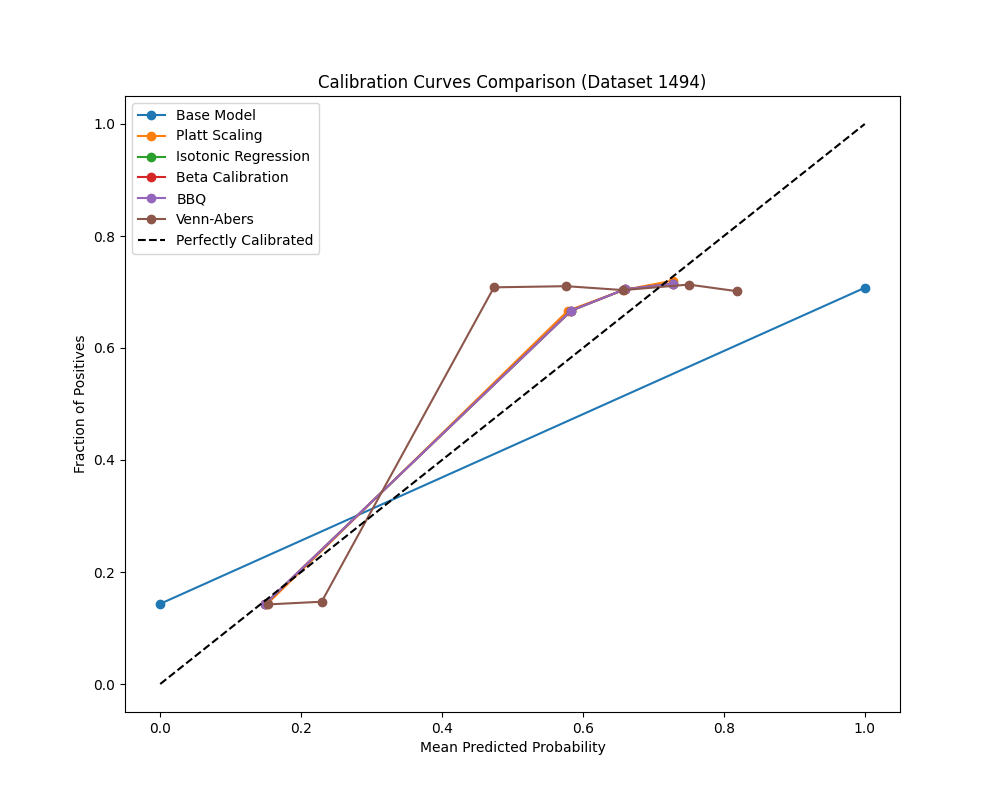 Calibration Curves Comparison (Dataset 1494)
Base Model
Platt Scaling
Isotonic Regression
Beta Calibration
BBQ
Venn-Abers
Perfectly Calibrated
1.0
0.8
0.6
0.4
0.2
0.0
Fraction of Positives
0.0 0.2 0.4 0.6 0.8 1.0
Mean Predicted Probability